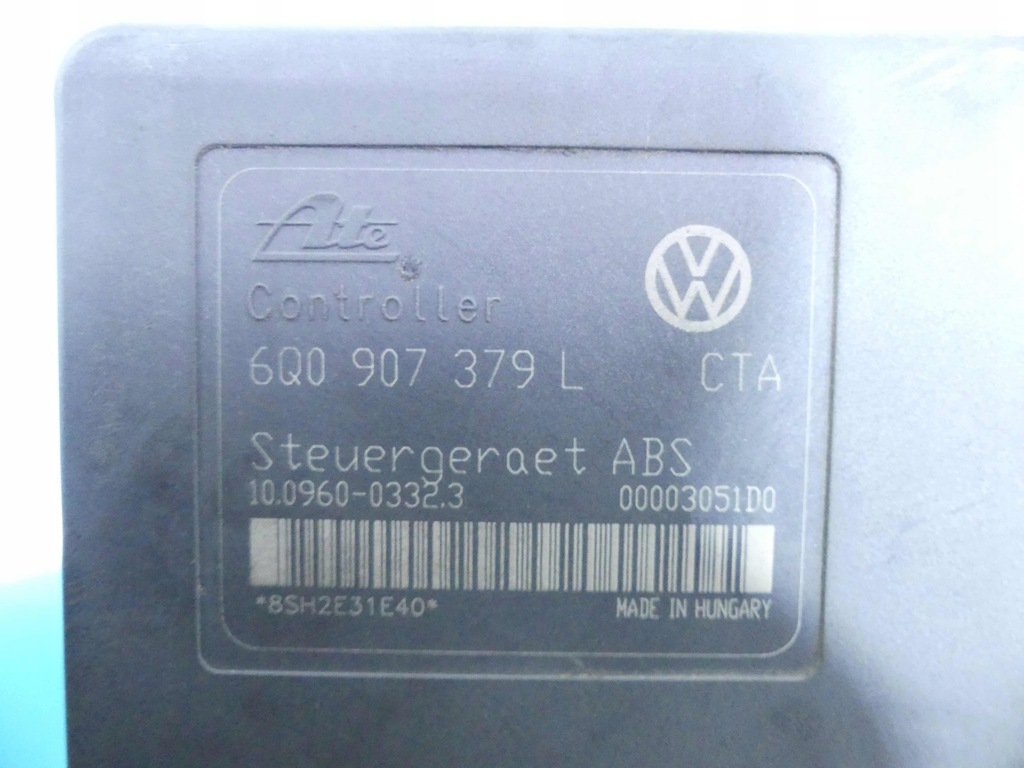 Ate
Controller
6Q0 907 379 L CTA
Steuergeraet ABS
10.0960-0332.3 00003051D0
*8SH2E31E40* MADE IN HUNGARY